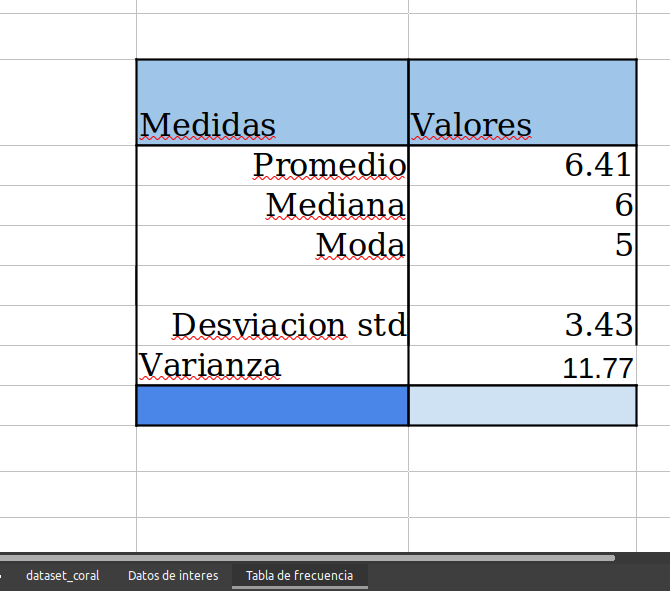 Medidas Valores
Promedio 6.41
Mediana 6
Moda 5
Desviacion std 3.43
Varianza 11.77
dataset_coral Datos de interes Tabla de frecuencia